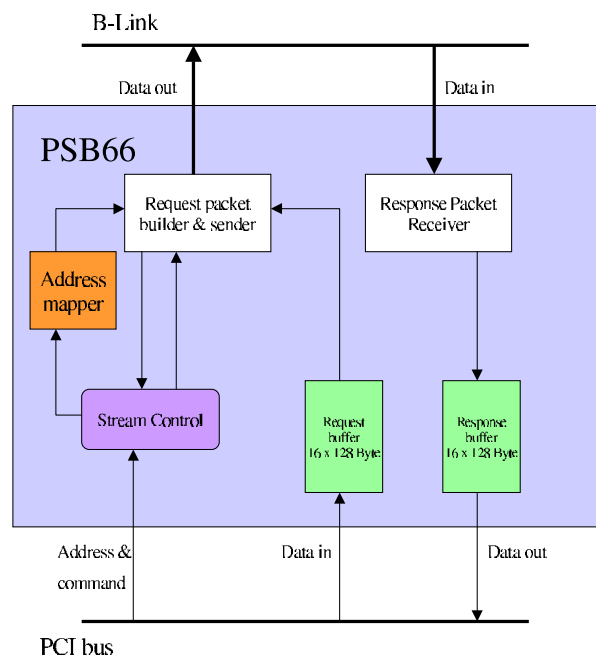 B-Link
Data out
Data in
PSB66
Request packet
builder & sender
Response Packet
Receiver
Address
mapper
Stream Control
Request
buffer
16 x 128 Byte
Response
buffer
16 x 128 Byte
Address &
command
Data in
Data out
PCI bus